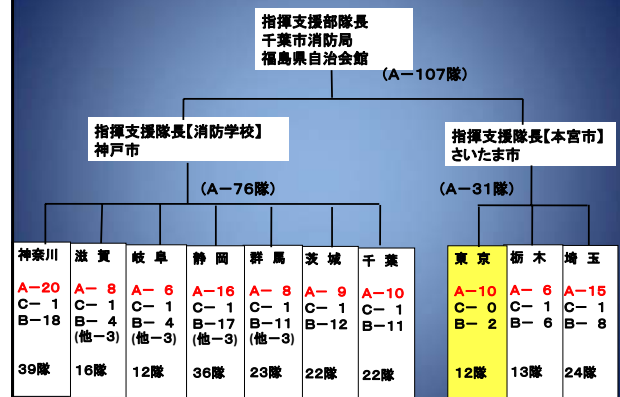 指揮支援部隊長
千葉市消防局
福島県自治会館
(A－107隊)
指揮支援隊長【消防学校】
神戸市
(A－76隊)
指揮支援隊長【本宮市】
さいたま市
(A－31隊)
神奈川
A－20
C－ 1
B－18
39隊
滋 賀
A－ 8
C－ 1
B－ 4
(他－3)
16隊
岐 阜
A－ 6
C－ 1
B－ 4
(他－3)
12隊
静 岡
A－16
C－ 1
B－17
(他－3)
36隊
群 馬
A－ 8
C－ 1
B－11
(他－3)
23隊
茨 城
A－ 9
C－ 1
B－12
22隊
千 葉
A－10
C－ 1
B－11
22隊
東 京
A－10
C－ 0
B－ 2
12隊
栃 木
A－ 6
C－ 1
B－ 6
13隊
埼 玉
A－15
C－ 1
B－ 8
24隊